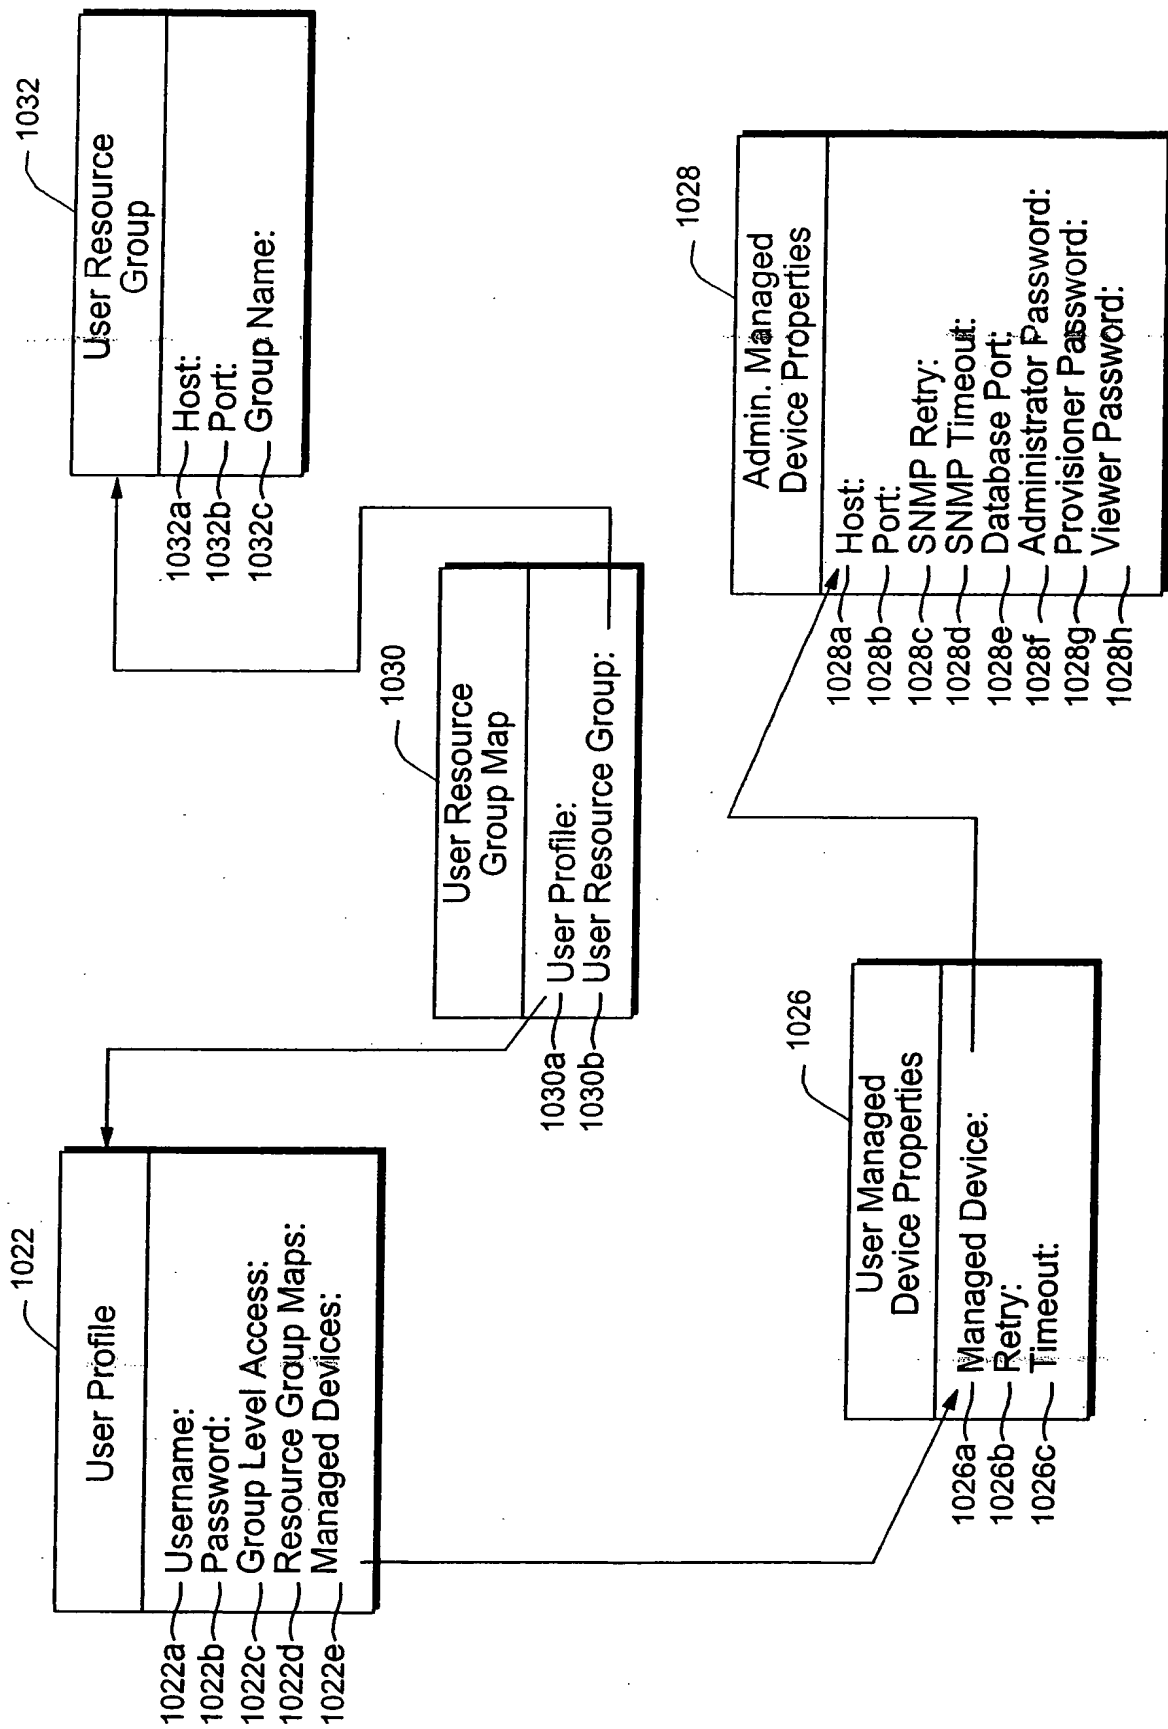 1022
User Profile
1022a
Username:
1022b
Password:
1022c
Group Level Access:
1022d
Resource Group Maps:
1022e
Managed Devices:
1030
User Resource
Group Map
1030a
User Profile:
1030b
User Resource Group:
1032
User Resource
Group
1032a
Host:
1032b
Port:
1032c
Group Name:
1026
User Managed
Device Properties
1026a
Managed Device:
1026b
Retry:
1026c
Timeout:
1028
Admin. Managed
Device Properties
1028a
Host:
1028b
Port:
1028c
SNMP Retry:
1028d
SNMP Timeout:
1028e
Database Port:
1028f
Administrator Password:
1028g
Provisioner Password:
1028h
Viewer Password: